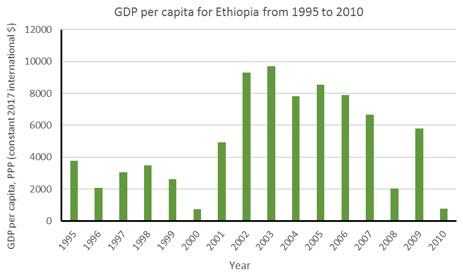 GDP per capita for Ethiopia from 1995 to 2010
GDP per capita, PPP (constant 2017 international $)
12000
10000
8000
6000
4000
2000
0
1995 1996 1997 1998 1999 2000 2001 2002 2003 2004 2005 2006 2007 2008 2009 2010
Year